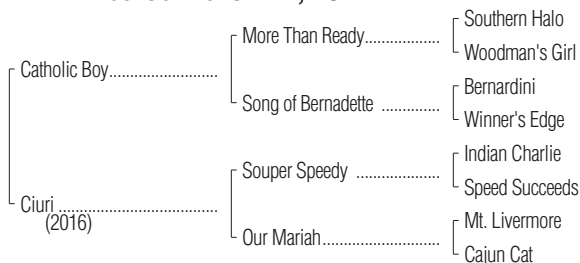 Southern Halo
More Than Ready
Woodman's Girl
Catholic Boy
Bernardini
Song of Bernadette
Winner's Edge
Indian Charlie
Souper Speedy
Speed Succeeds
Ciuri
(2016)
Mt. Livermore
Our Mariah
Cajun Cat